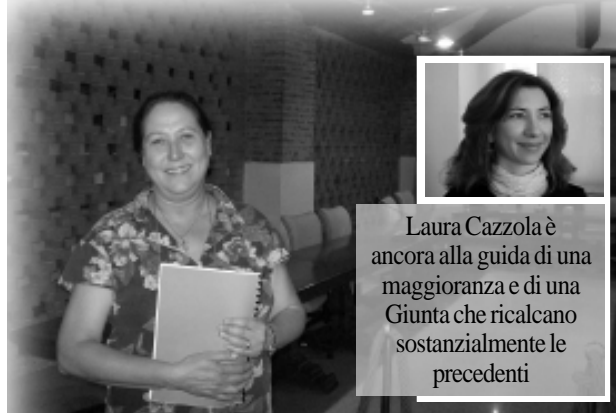 Laura Cazzola è
ancora alla guida di una
maggioranza e di una
Giunta che ricalcano
sostanzialmente le
precedenti